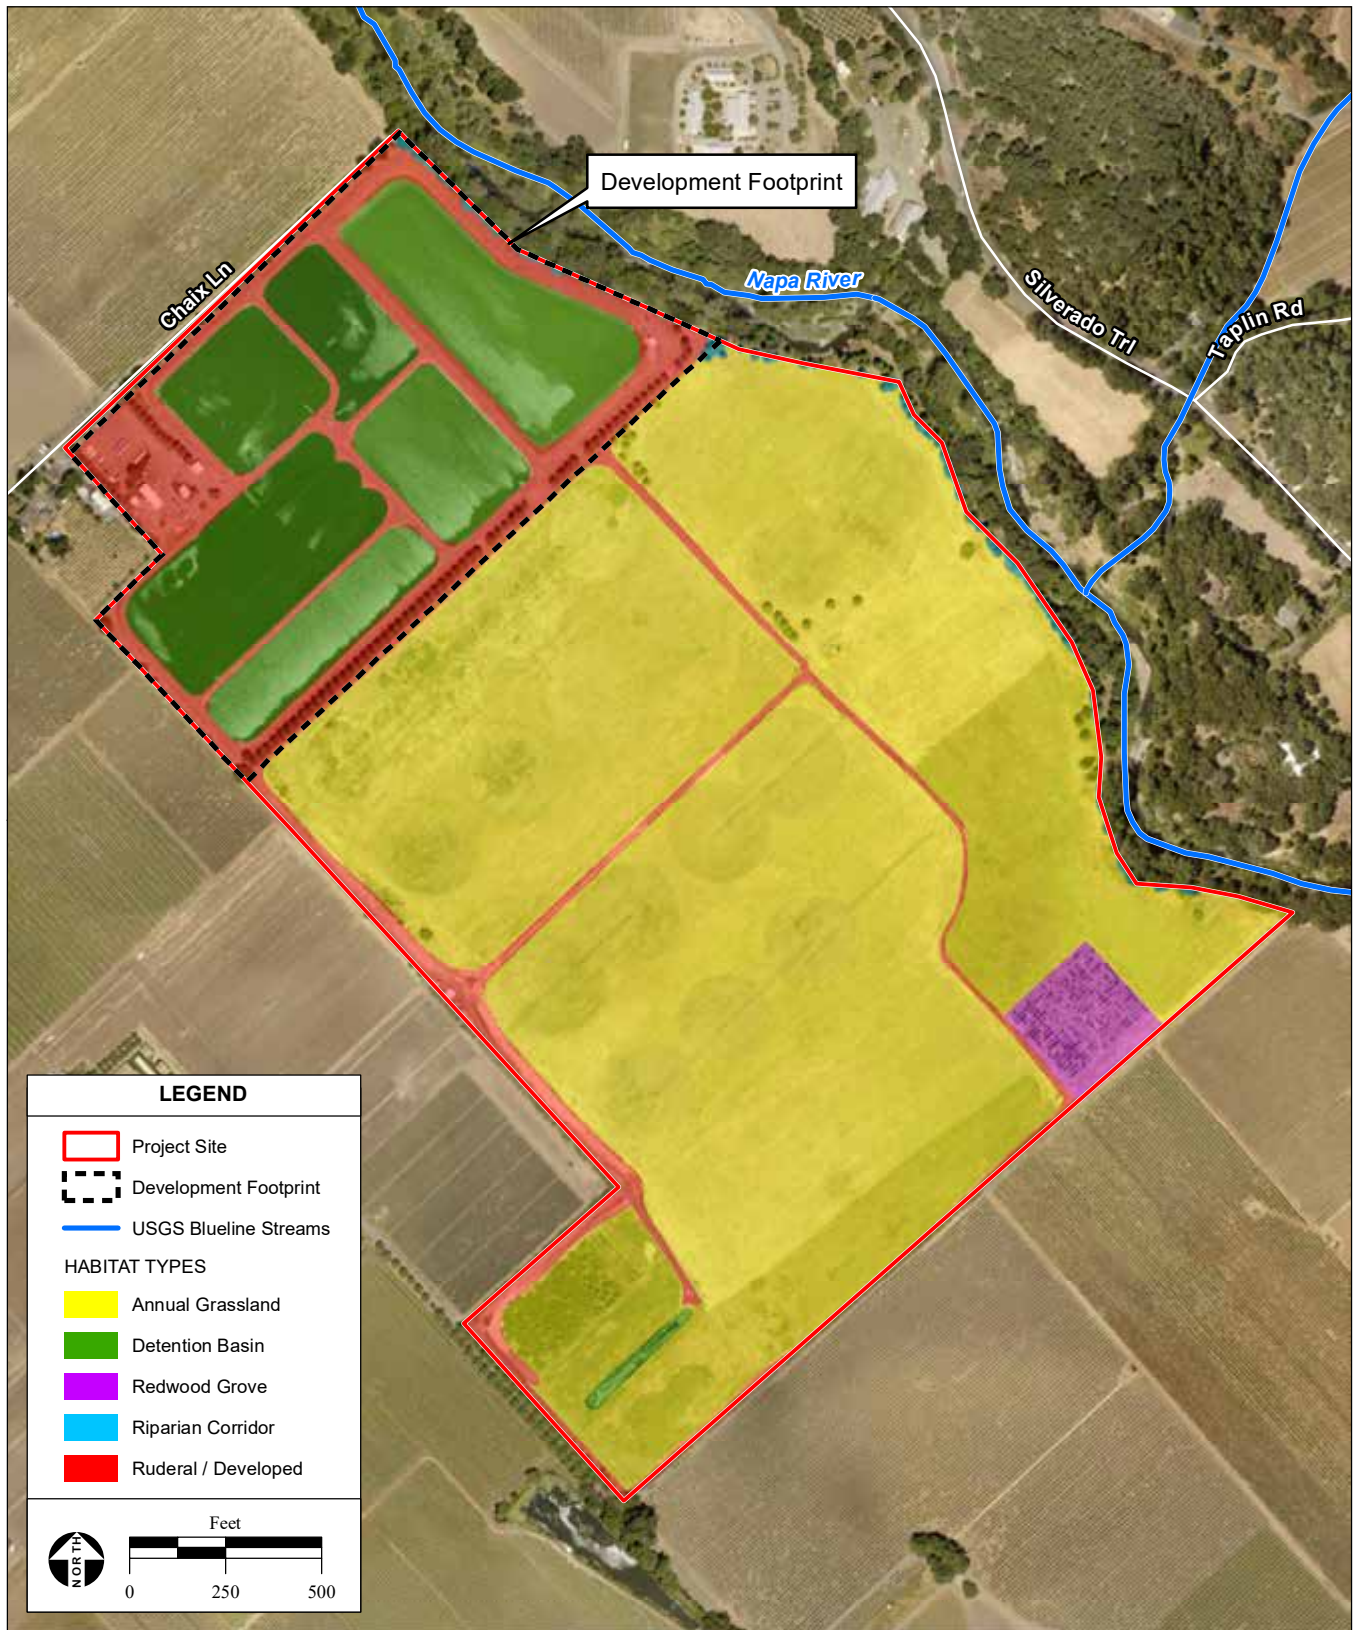 Development Footprint
Chaix Ln
Napa River
Silverado Trl
Taplin Rd
LEGEND
Project Site
Development Footprint
USGS Blueline Streams
HABITAT TYPES
Annual Grassland
Detention Basin
Redwood Grove
Riparian Corridor
Ruderal / Developed
NORTH
Feet
0 250 500